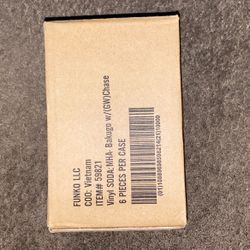 FUNKO LLC
COO: Vietnam
ITEM# 59821
Vinyl SODA: MHA- Bakugo w/(GW)Chase
6 PIECES PER CASE